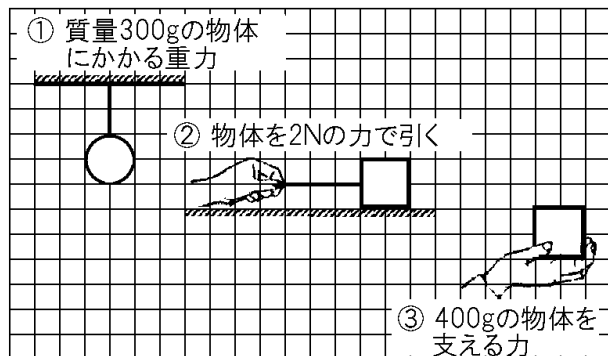 ① 質量300gの物体
にかかる重力
② 物体を2Nの力で引く
③ 400gの物体を
支える力